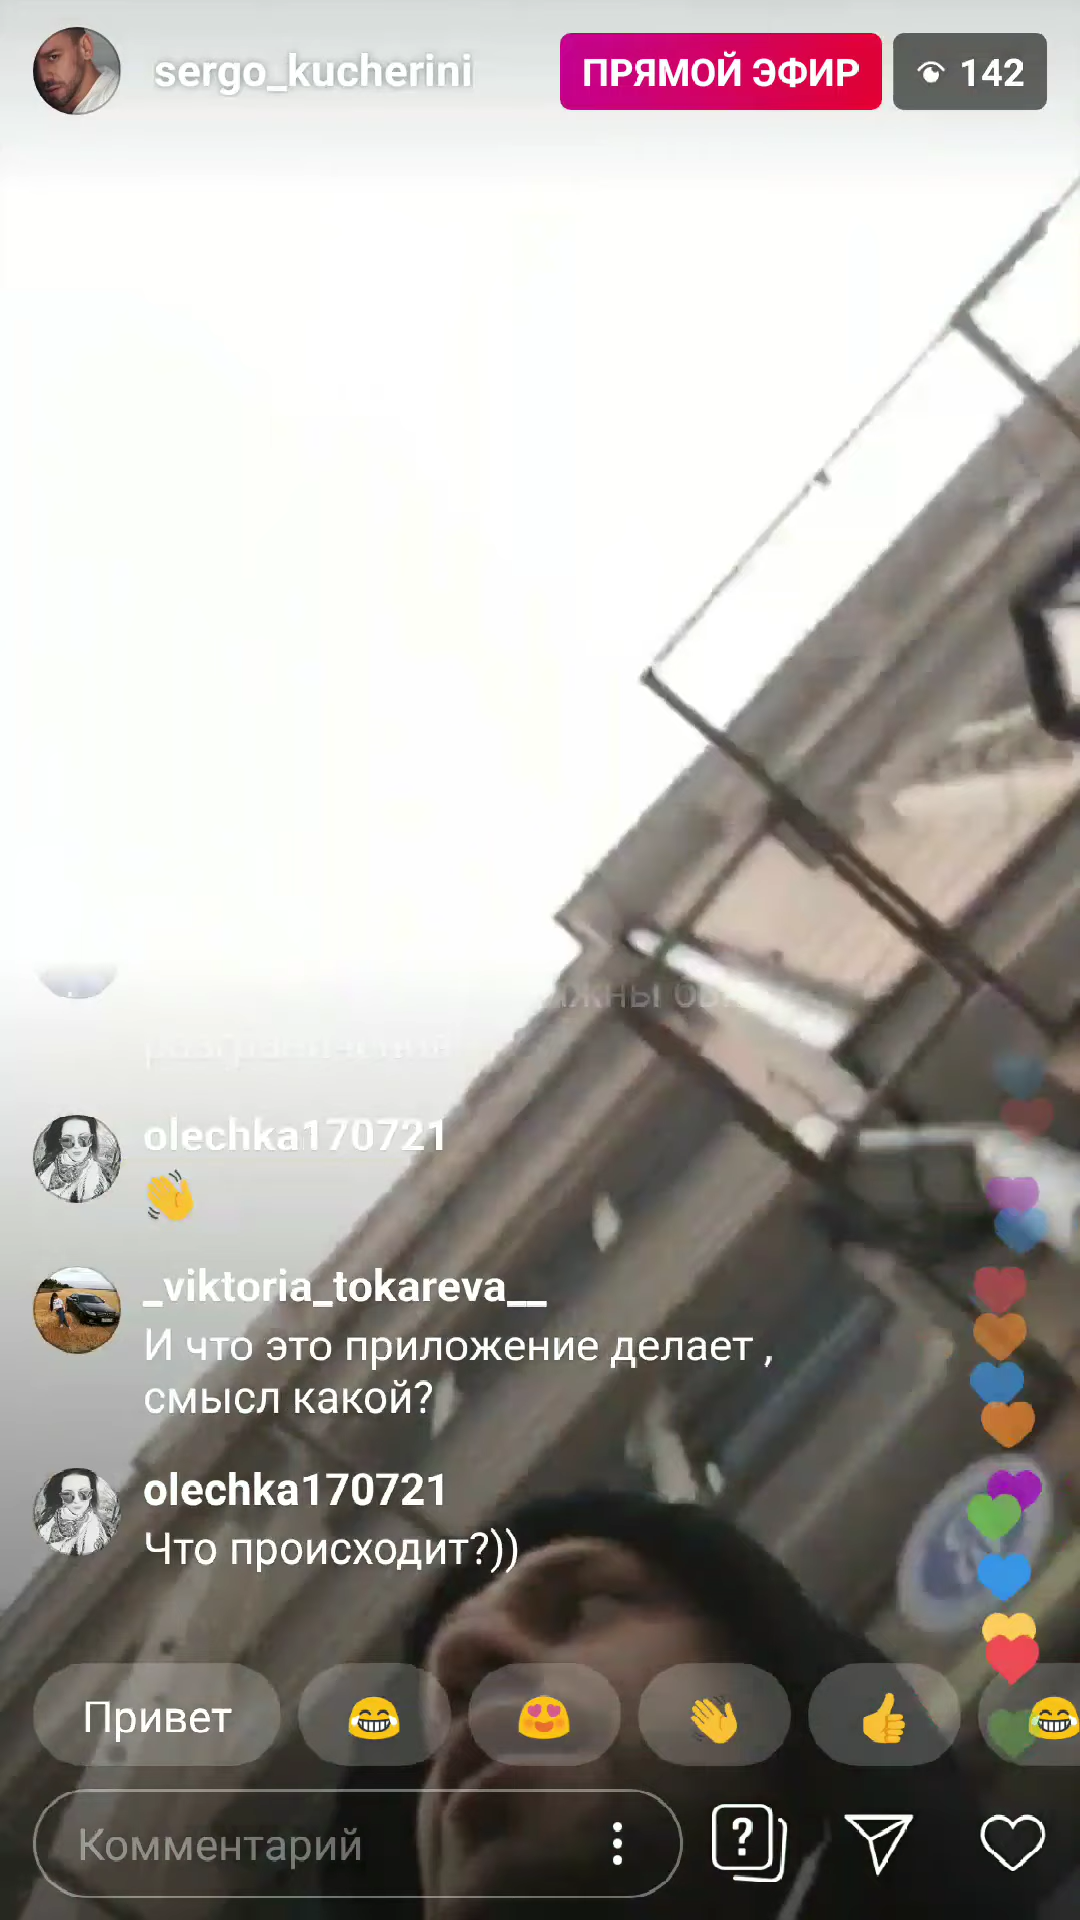 sergo_kucherini
ПРЯМОЙ ЭФИР
142
olechka170721
👋
_viktoria_tokareva__
И что это приложение делает ,
смысл какой?
olechka170721
Что происходит?))
Привет
Комментарий